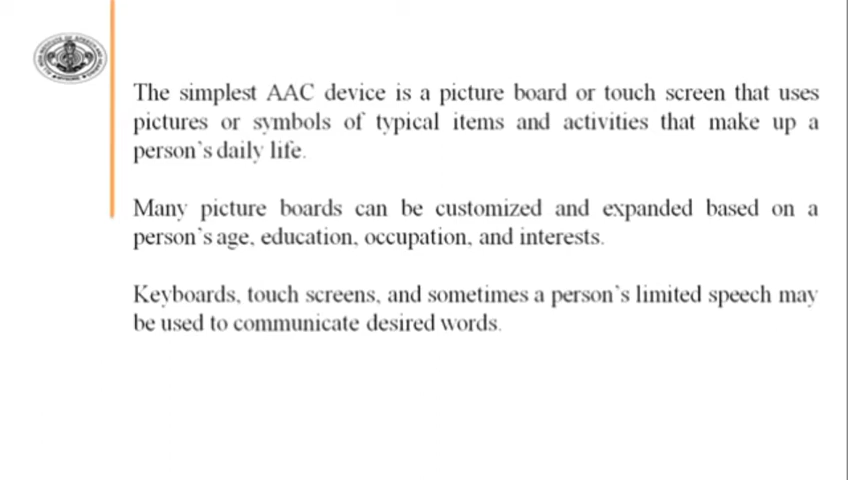 The simplest AAC device is a picture board or touch screen that uses
pictures or symbols of typical items and activities that make up a
person's daily life.
Many picture boards can be customized and expanded based on a
person's age, education, occupation, and interests.
Keyboards, touch screens, and sometimes a person's limited speech may
be used to communicate desired words.